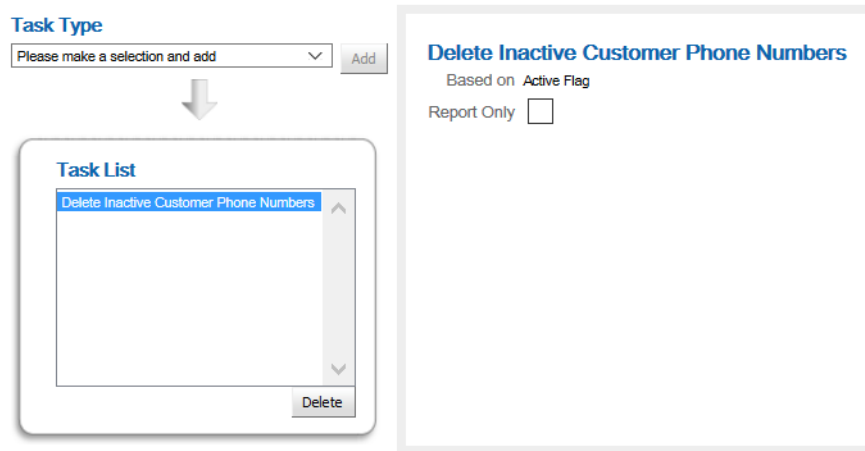 Task Type
Please make a selection and add
Add
Task List
Delete Inactive Customer Phone Numbers
Delete
Delete Inactive Customer Phone Numbers
Based on Active Flag
Report Only